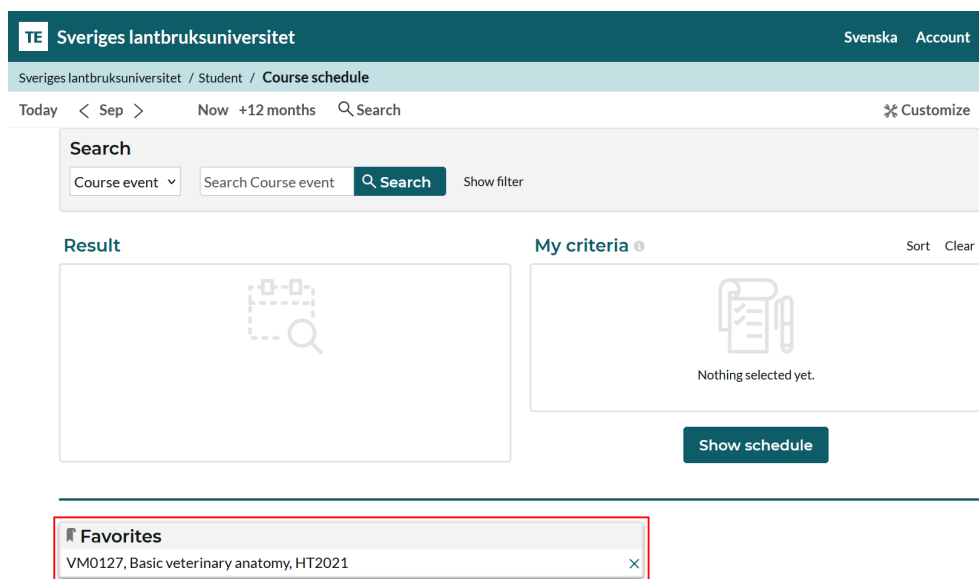 TE Sveriges lantbruksuniversitet Svenska Account
Sveriges lantbruksuniversitet / Student / Course schedule
Today < Sep > Now +12 months Search Customize
Search
Course event Search Course event Search Show filter
Result
My criteria Sort Clear
Nothing selected yet.
Show schedule
Favorites
VM0127, Basic veterinary anatomy, HT2021